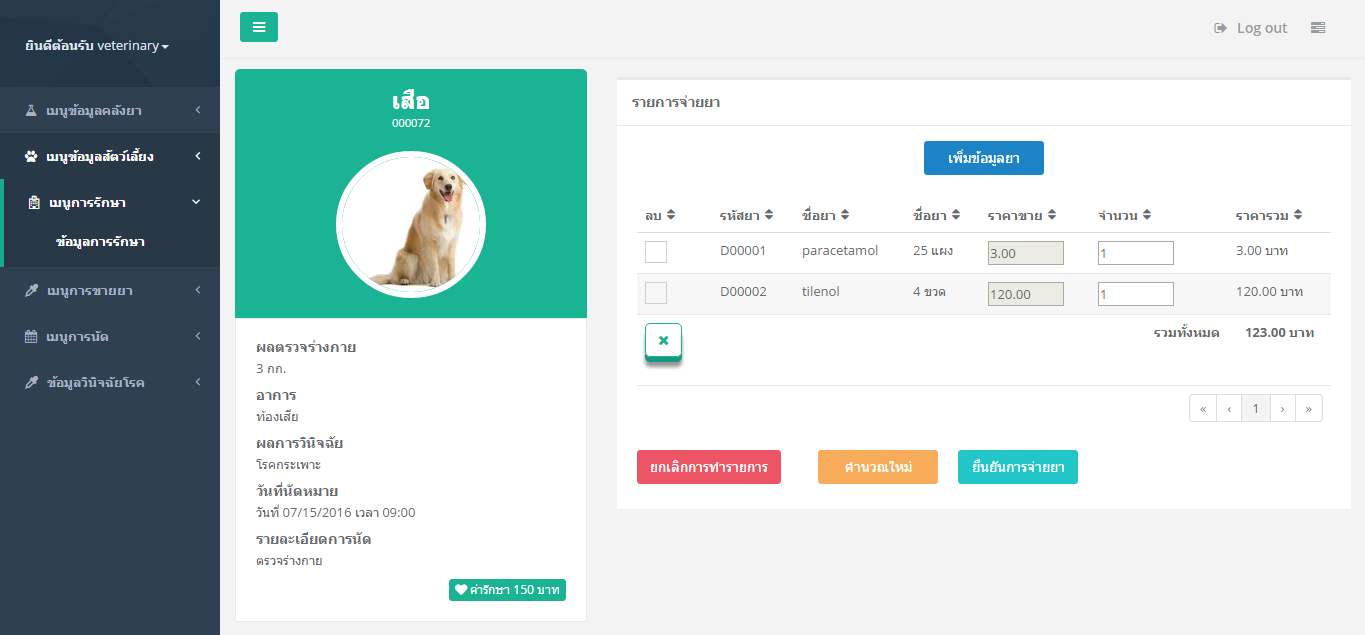 ยินดีต้อนรับ veterinary
เมนูข้อมูลคลังยา
เมนูข้อมูลสัตว์เลี้ยง
เมนูการรักษา
ข้อมูลการรักษา
เมนูการขายยา
เมนูการนัด
ข้อมูลวินิจฉัยโรค
Log out
เสือ
000072
ผลตรวจร่างกาย
3 กก.
อาการ
ท้องเสีย
ผลการวินิจฉัย
โรคกระเพาะ
วันที่นัดหมาย
วันที่ 07/15/2016 เวลา 09:00
รายละเอียดการนัด
ตรวจร่างกาย
ค่ารักษา 150 บาท
รายการจ่ายยา
เพิ่มข้อมูลยา
ลบ รหัสยา ชื่อยา ชื่อยา ราคาขาย จำนวน ราคารวม
D00001 paracetamol 25 แผง 3.00 1 3.00 บาท
D00002 tilenol 4 ขวด 120.00 1 120.00 บาท
รวมทั้งหมด 123.00 บาท
« ‹ 1 › »
ยกเลิกการทำรายการ คำนวณใหม่ ยืนยันการจ่ายยา